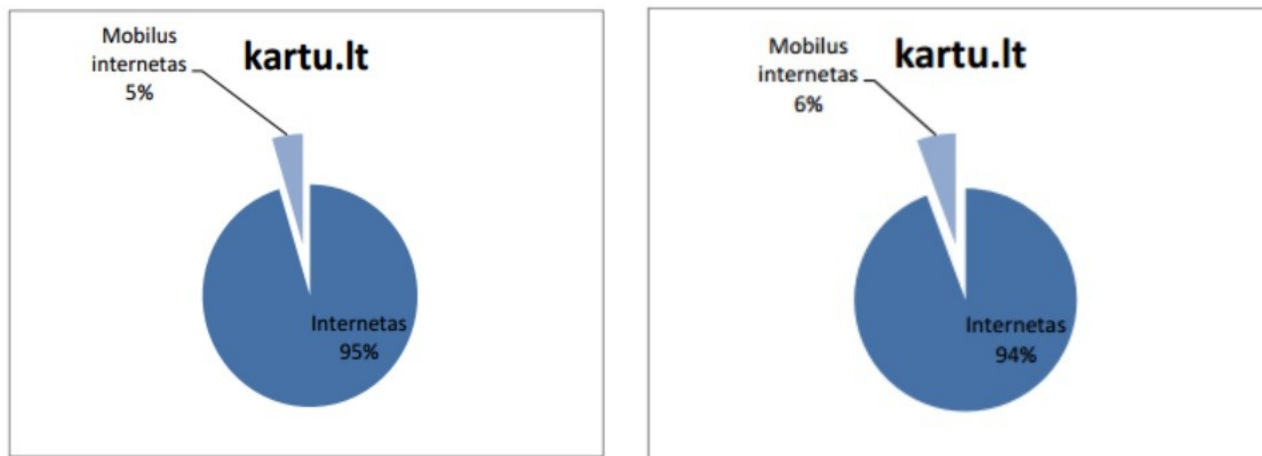 kartu.lt
Mobilus
internetas
5%
Internetas
95%
kartu.lt
Mobilus
internetas
6%
Internetas
94%